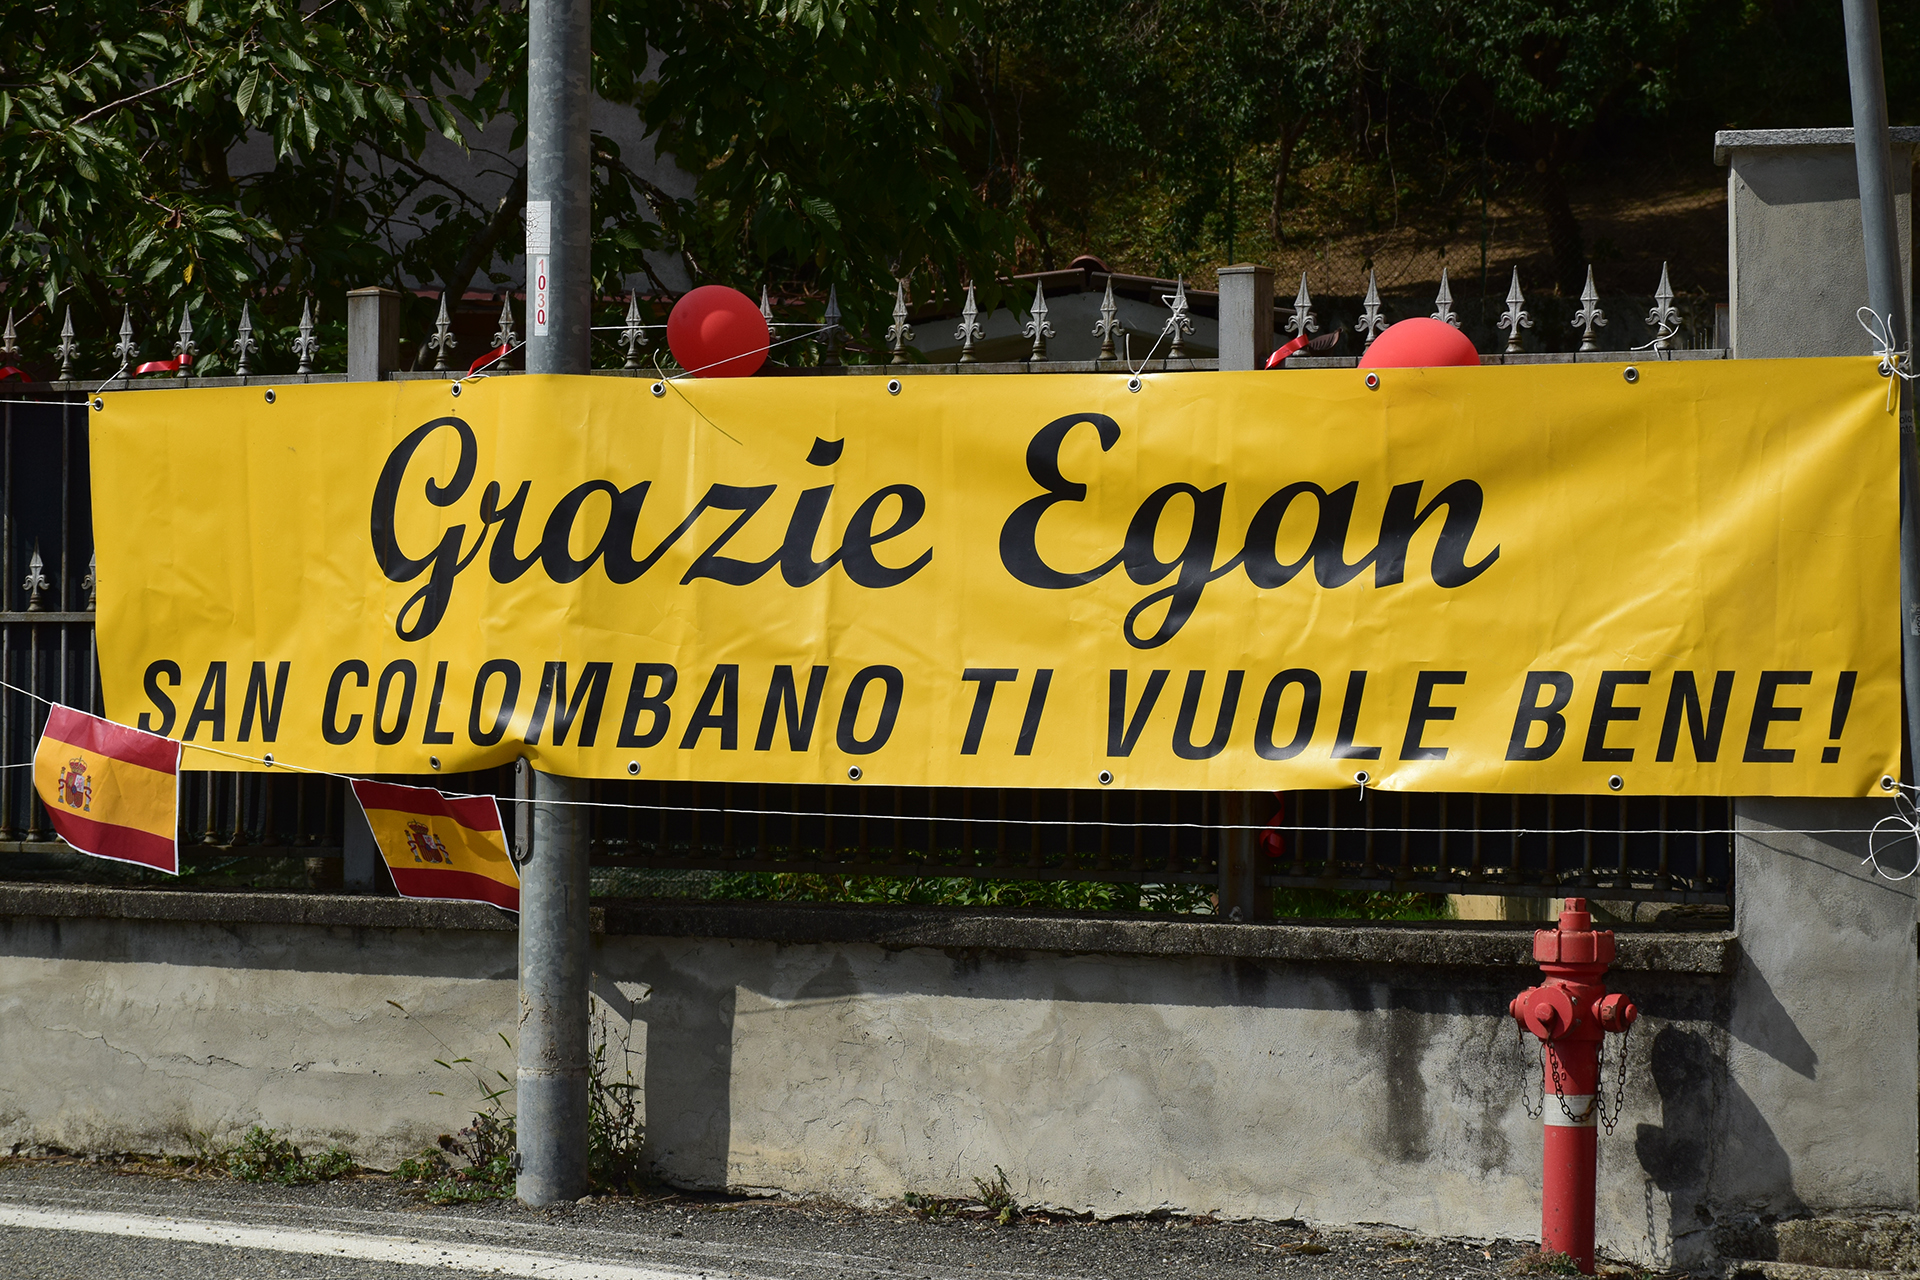 1030
Grazie Egan
SAN COLOMBANO TI VUOLE BENE!